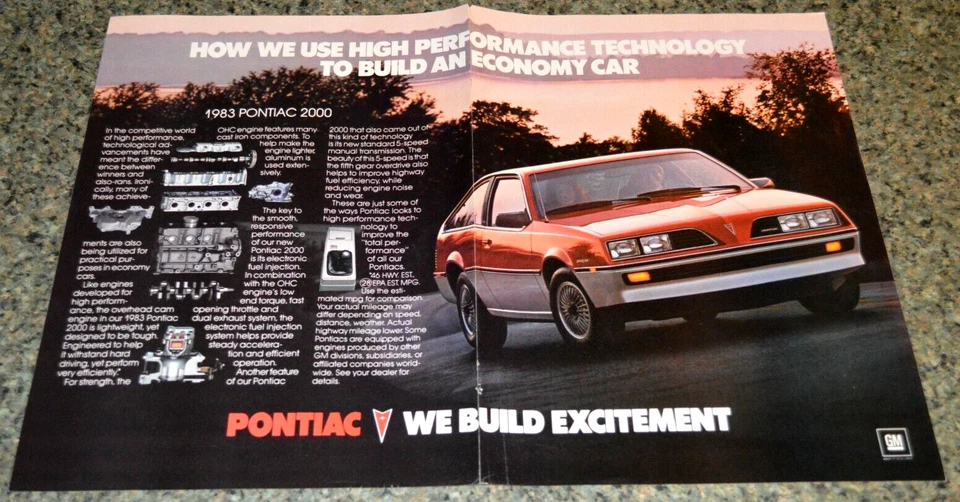 HOW WE USE HIGH PERFORMANCE TECHNOLOGY
TO BUILD AN ECONOMY CAR
1983 PONTIAC 2000
In the competitive world
of high performance,
technological ad-
vancements have
meant the differ-
ence between
winners and
also-rans. Ironi-
cally, many of
these achieve-
ments are also
being utilized for
practical pur-
poses in economy
cars.
Like engines
developed for
high perform-
ance, the overhead cam
engine in our 1983 Pontiac
2000 is lightweight, yet
designed to be tough.
Engineered to help
it withstand hard
driving, yet perform
very efficiently.
For strength, the
OHC engine features many
cast iron components. To
help make the
engine lighter,
aluminum is
used exten-
sively.
The key to
the smooth,
responsive
performance
of our new
Pontiac 2000
is its electronic
fuel injection.
In combination
with the OHC
engine's low
end torque, fast
opening throttle and
dual exhaust system, the
electronic fuel injection
system helps provide
steady accelera-
tion and efficient
operation.
Another feature
of our Pontiac
2000 that also came out of
this kind of technology
is its new standard 5-speed
manual transmission. The
beauty of this 5-speed is that
the fifth gear overdrive also
helps to improve highway
fuel efficiency, while
reducing engine noise
and wear.
These are just some of
the ways Pontiac looks to
high performance tech-
nology to
improve the
"total per-
formance"
of all our
Pontiacs.
*46 HWY. EST.,
28 EPA EST. MPG.
Use the esti-
mated mpg for comparison.
Your actual mileage may
differ depending on speed,
distance, weather. Actual
highway mileage lower. Some
Pontiacs are equipped with
engines produced by other
GM divisions, subsidiaries, or
affiliated companies world-
wide. See your dealer for
details.
PONTIAC WE BUILD EXCITEMENT
GM